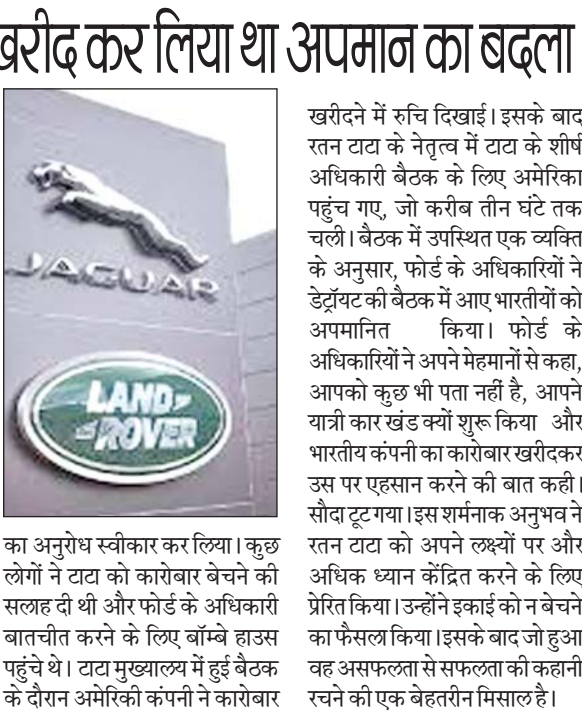 खरीद कर लिया था अपमान का बदला
JAGUAR
LAND-
ROVER
का अनुरोध स्वीकार कर लिया। कुछ
लोगों ने टाटा को कारोबार बेचने की
सलाह दी थी और फोर्ड के अधिकारी
बातचीत करने के लिए बॉम्बे हाउस
पहुंचे थे। टाटा मुख्यालय में हुई बैठक
के दौरान अमेरिकी कंपनी ने कारोबार
खरीदने में रुचि दिखाई। इसके बाद
रतन टाटा के नेतृत्व में टाटा के शीर्ष
अधिकारी बैठक के लिए अमेरिका
पहुंच गए, जो करीब तीन घंटे तक
चली। बैठक में उपस्थित एक व्यक्ति
के अनुसार, फोर्ड के अधिकारियों ने
डेट्रॉयट की बैठक में आए भारतीयों को
अपमानित किया। फोर्ड के
अधिकारियों ने अपने मेहमानों से कहा,
आपको कुछ भी पता नहीं है, आपने
यात्री कार खंड क्यों शुरू किया और
भारतीय कंपनी का कारोबार खरीदकर
उस पर एहसान करने की बात कही।
सौदा टूट गया। इस शर्मनाक अनुभव ने
रतन टाटा को अपने लक्ष्यों पर और
अधिक ध्यान केंद्रित करने के लिए
प्रेरित किया। उन्होंने इकाई को न बेचने
का फैसला किया। इसके बाद जो हुआ
वह असफलता से सफलता की कहानी
रचने की एक बेहतरीन मिसाल है।